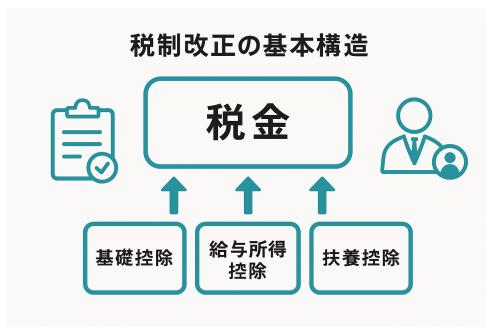 税制改正の基本構造
税金
基礎控除
給与所得
控除
扶養控除